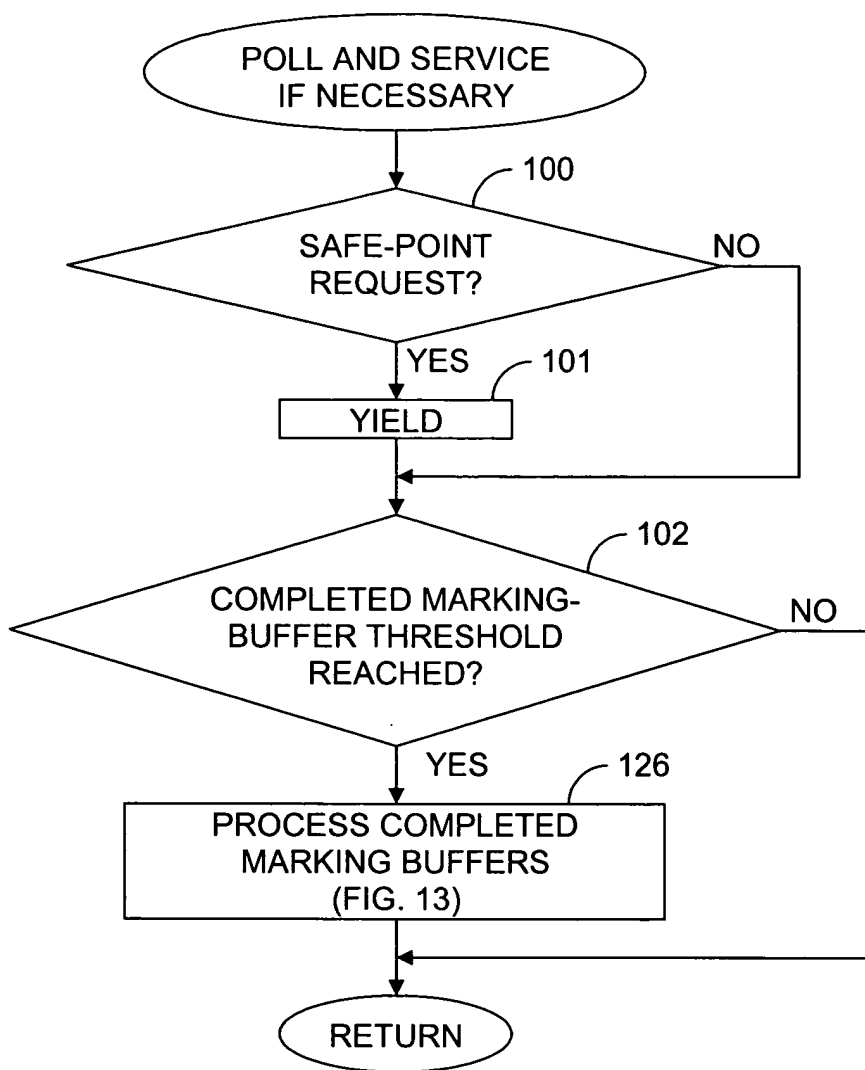 POLL AND SERVICE
IF NECESSARY
100
SAFE-POINT
REQUEST?
NO
YES
101
YIELD
102
COMPLETED MARKING-
BUFFER THRESHOLD
REACHED?
NO
YES
126
PROCESS COMPLETED
MARKING BUFFERS
(FIG. 13)
RETURN